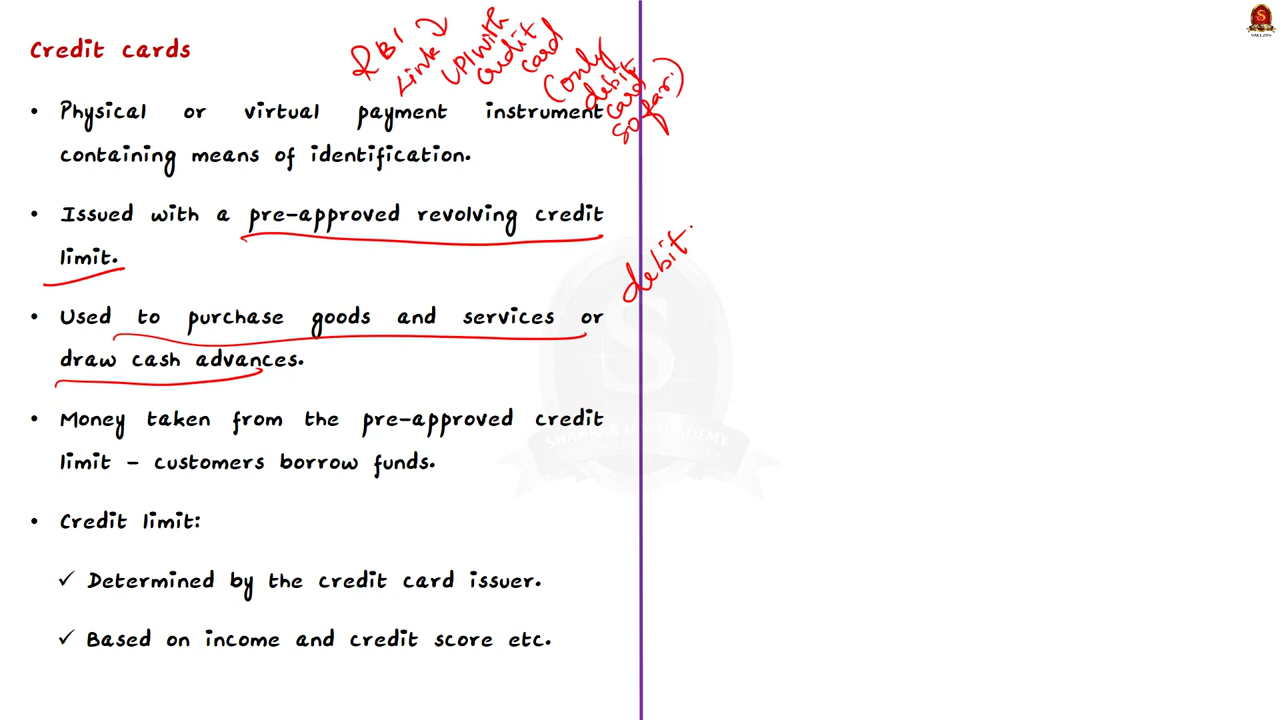 Credit cards
RBI
Link
UPI with
credit
card
(only
debit
card
so far.)
• Physical or virtual payment instrument
containing means of identification.
• Issued with a pre-approved revolving credit
limit.
debit.
• Used to purchase goods and services or
draw cash advances.
• Money taken from the pre-approved credit
limit - customers borrow funds.
SHANKAR IAS ACADEMY
• Credit limit:
✓ Determined by the credit card issuer.
✓ Based on income and credit score etc.